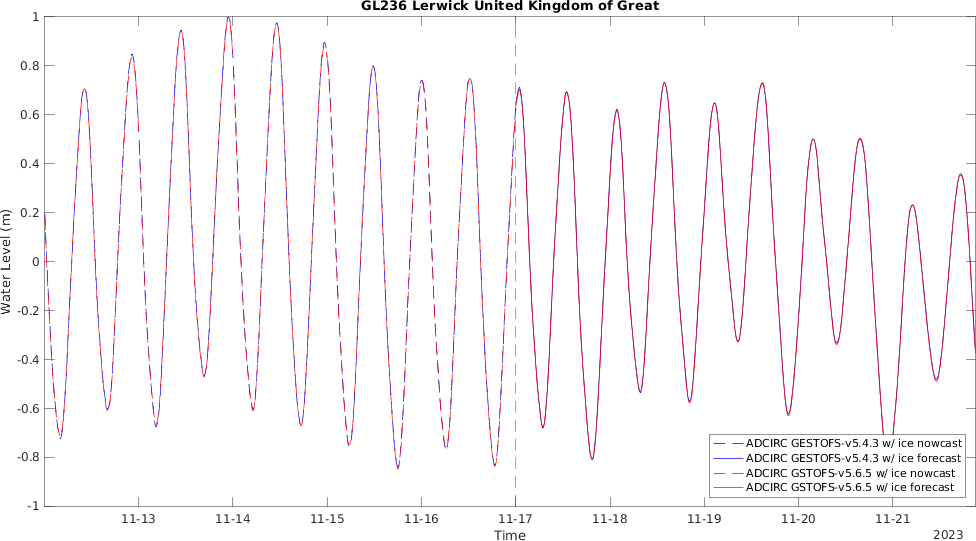 GL236 Lerwick United Kingdom of Great
Water Level (m)
1
0.8
0.6
0.4
0.2
0
-0.2
-0.4
-0.6
-0.8
-1
ADCIRC GESTOFS-v5.4.3 w/ ice nowcast
ADCIRC GESTOFS-v5.4.3 w/ ice forecast
ADCIRC GSTOFS-v5.6.5 w/ ice nowcast
ADCIRC GSTOFS-v5.6.5 w/ ice forecast
11-13 11-14 11-15 11-16 11-17 11-18 11-19 11-20 11-21
Time
2023